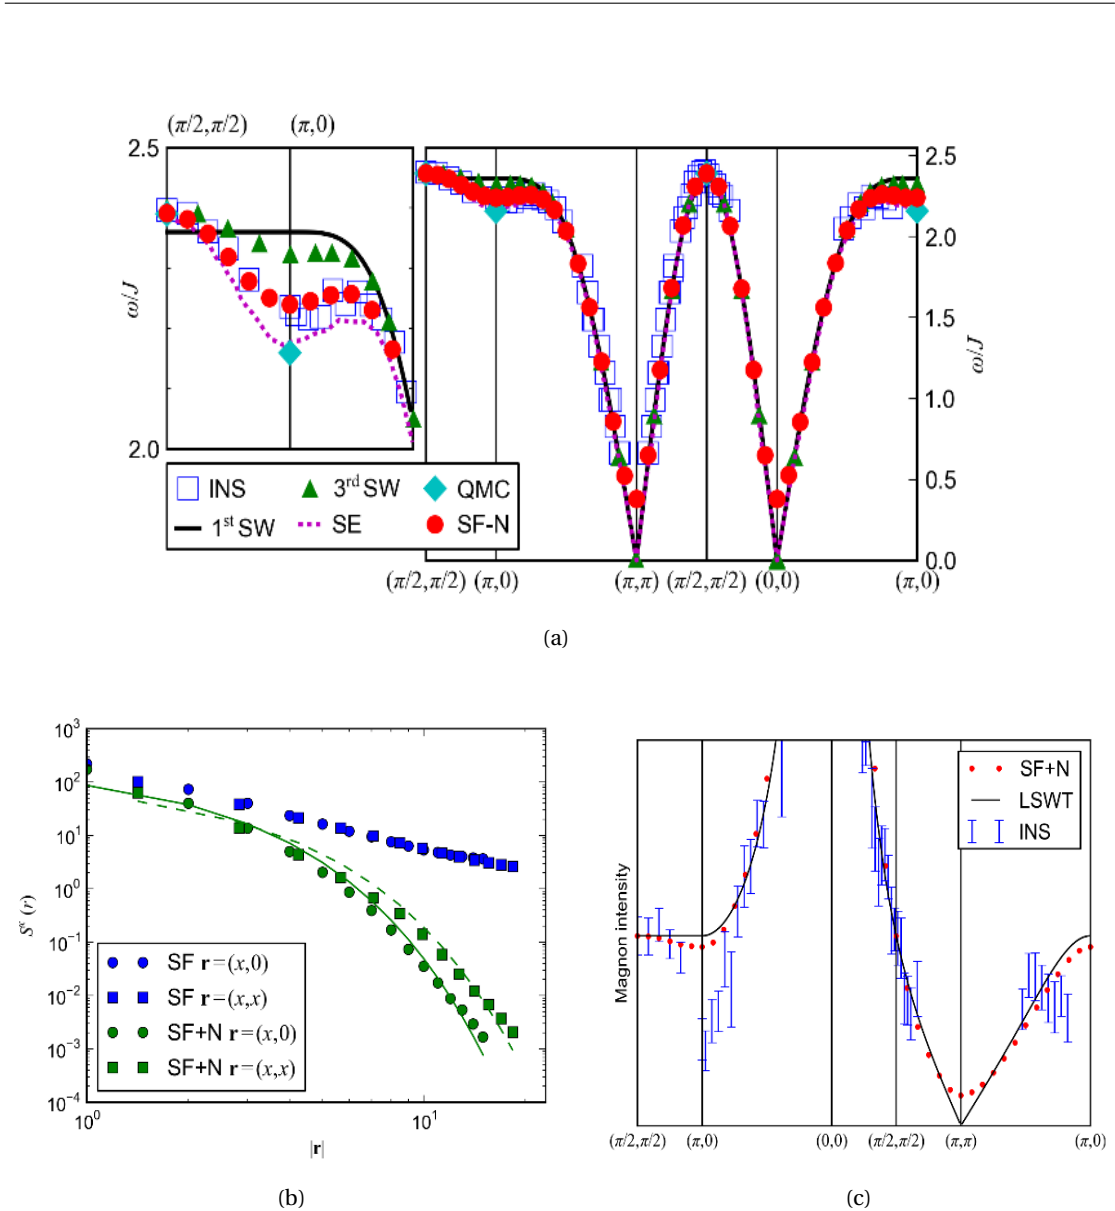 (π/2,π/2) (π,0)
2.5
2.0
ω/J
2.5
2.0
1.5
1.0
0.5
0.0
ω/J
INS 3rd SW QMC
1st SW SE SF-N
(π/2,π/2) (π,0) (π,π) (π/2,π/2) (0,0) (π,0)
(a)
10^3
10^2
10^1
10^0
10^-1
10^-2
10^-3
10^-4
SF r=(x,0)
SF r=(x,x)
SF+N r=(x,0)
SF+N r=(x,x)
10^0 10^1
|r|
(b)
Magnon intensity
SF+N
LSWT
INS
(π/2,π/2) (π,0) (0,0) (π/2,π/2) (π,π) (π,0)
(c)